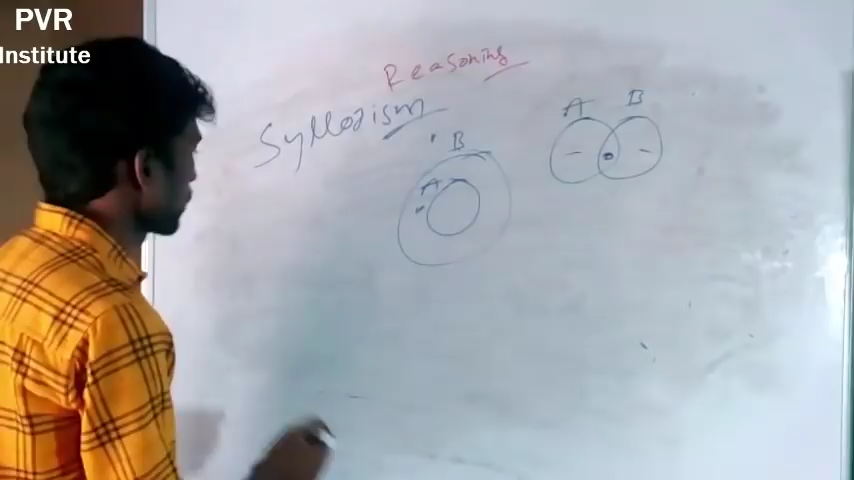 PVR
Institute
Reasoning
Syllogism
A B
B
A